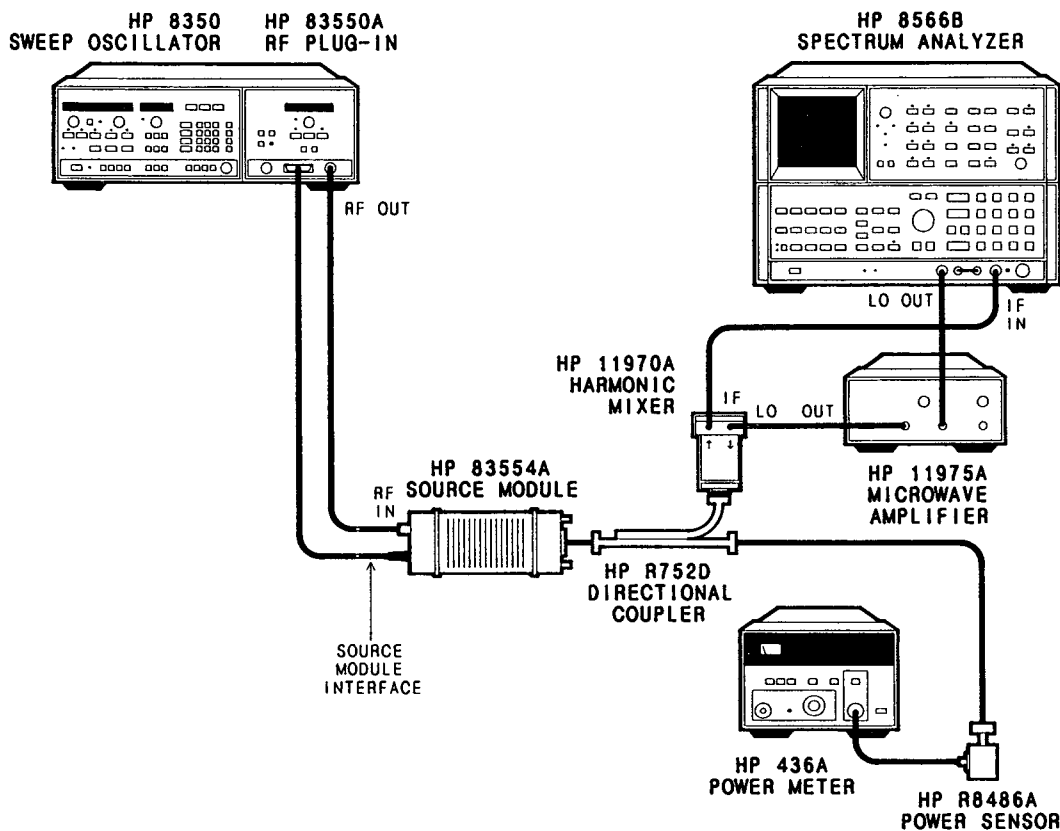 HP 8350
SWEEP OSCILLATOR
HP 83550A
RF PLUG-IN
HP 8566B
SPECTRUM ANALYZER
RF OUT
LO OUT
IF
IN
HP 11970A
HARMONIC
MIXER
IF
LO OUT
HP 11975A
MICROWAVE
AMPLIFIER
HP 83554A
SOURCE MODULE
RF
IN
HP R752D
DIRECTIONAL
COUPLER
SOURCE
MODULE
INTERFACE
HP 436A
POWER METER
HP R8486A
POWER SENSOR